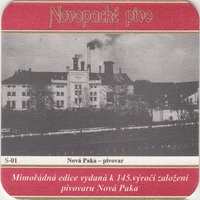 Novopacké pivo
S-01
Nová Paka – pivovar
Mimořádná edice vydaná k 145.výročí založení
pivovaru Nová Paka